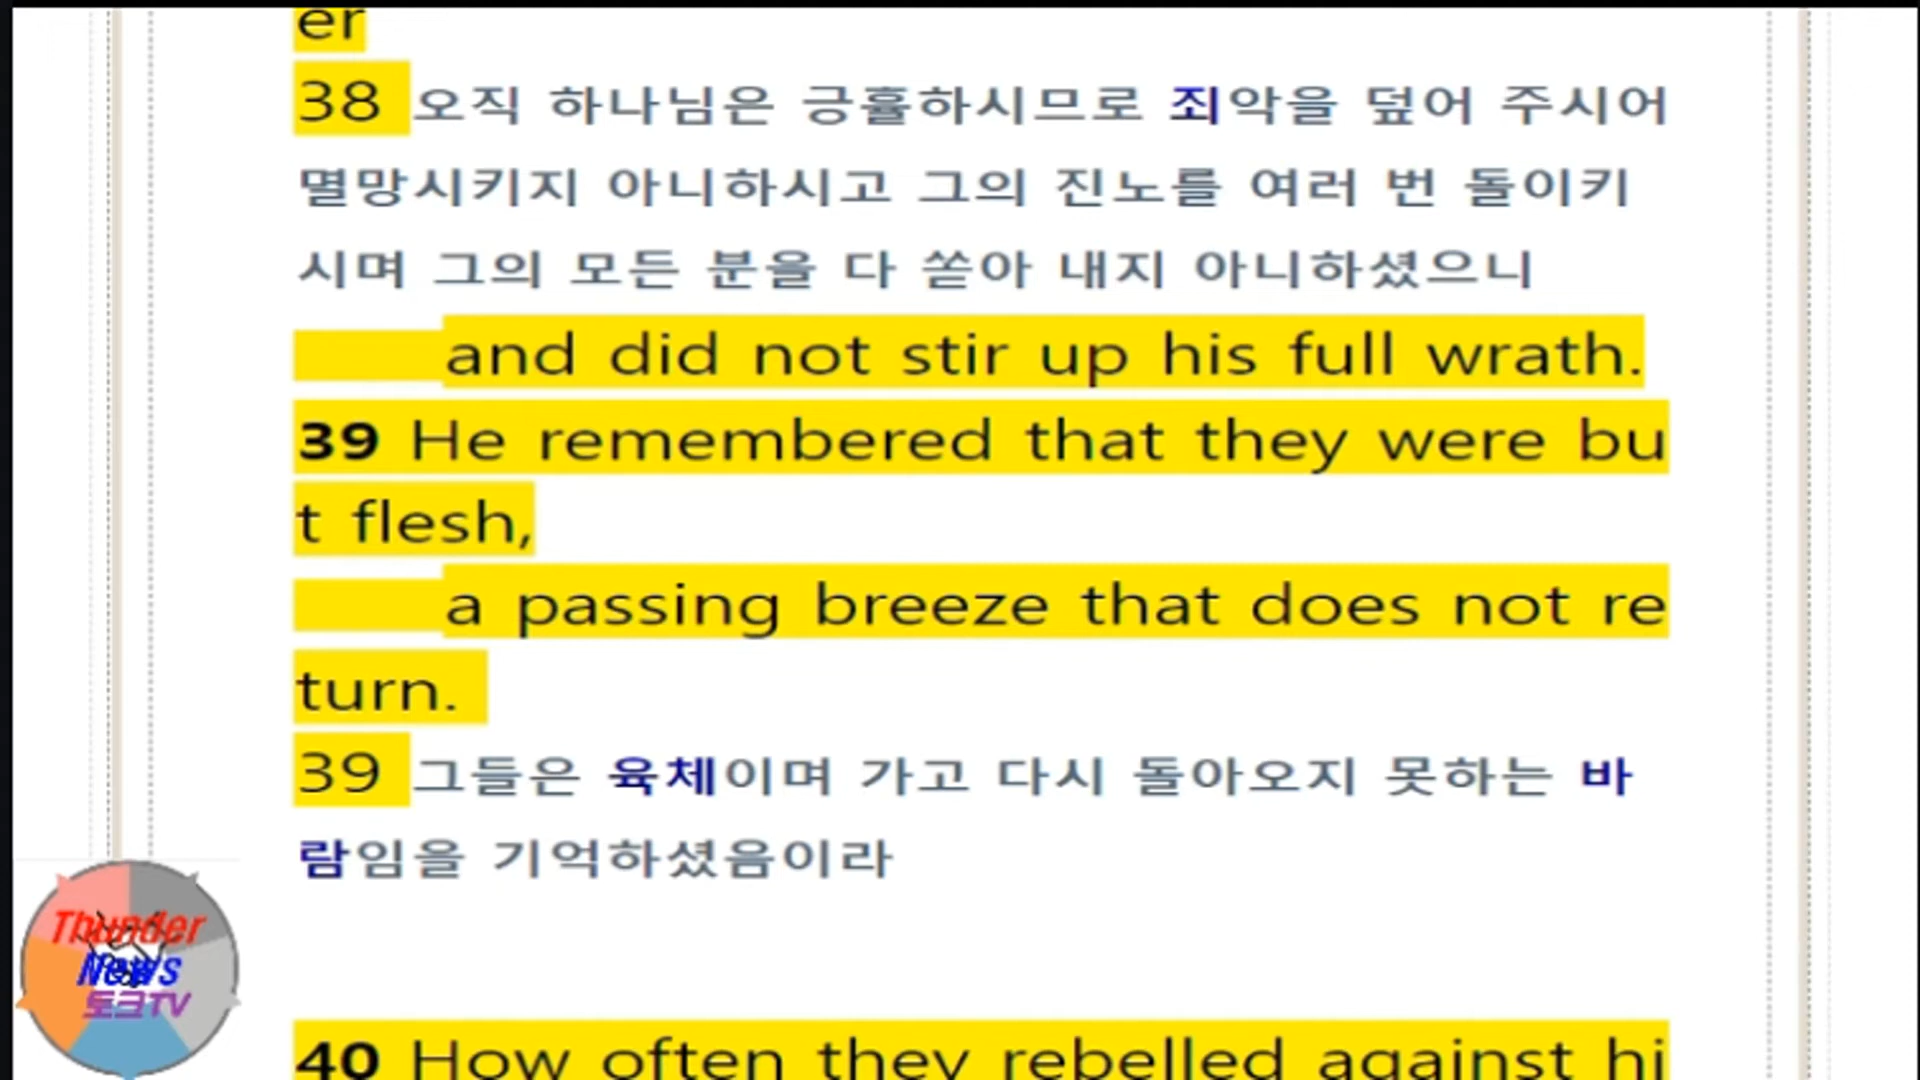 er
38 오직 하나님은 긍휼하시므로 죄악을 덮어 주시어
멸망시키지 아니하시고 그의 진노를 여러 번 돌이키
시며 그의 모든 분을 다 쏟아 내지 아니하셨으니
and did not stir up his full wrath.
39 He remembered that they were bu
t flesh,
a passing breeze that does not re
turn.
39 그들은 육체이며 가고 다시 돌아오지 못하는 바
람임을 기억하셨음이라
Thunder
News
토크TV
40 How often they rebelled against hi